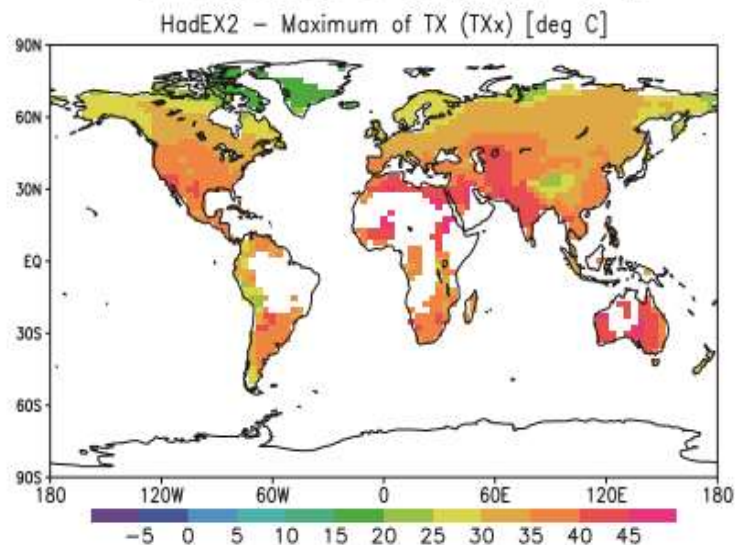 HadEX2 – Maximum of TX (TXx) [deg C]
90N
60N
30N
EQ
30S
60S
90S
180 120W 60W 0 60E 120E 180
−5 0 5 10 15 20 25 30 35 40 45